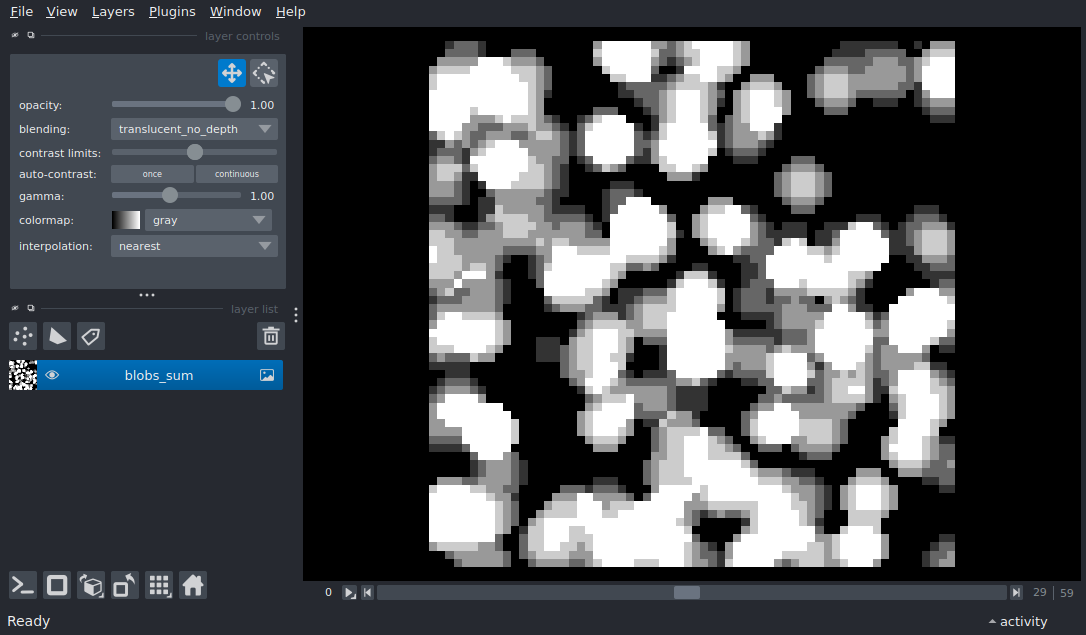 File View Layers Plugins Window Help
layer controls
opacity: 1.00
blending: translucent_no_depth
contrast limits:
auto-contrast: once continuous
gamma: 1.00
colormap: gray
interpolation: nearest
layer list
blobs_sum
0 29 59
Ready activity